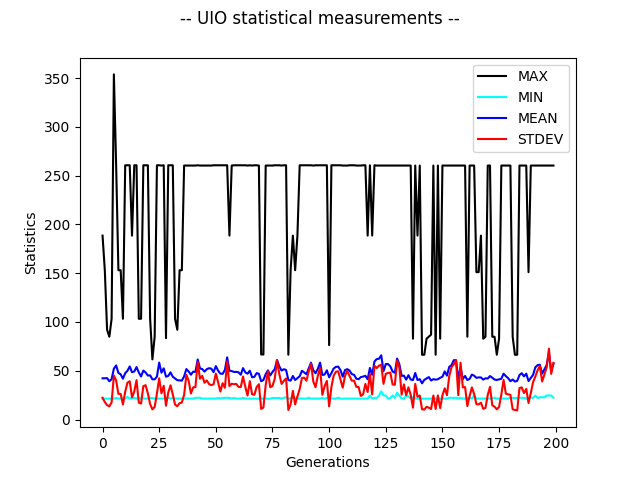 -- UIO statistical measurements --
MAX
MIN
MEAN
STDEV
Statistics
350
300
250
200
150
100
50
0
0 25 50 75 100 125 150 175 200
Generations